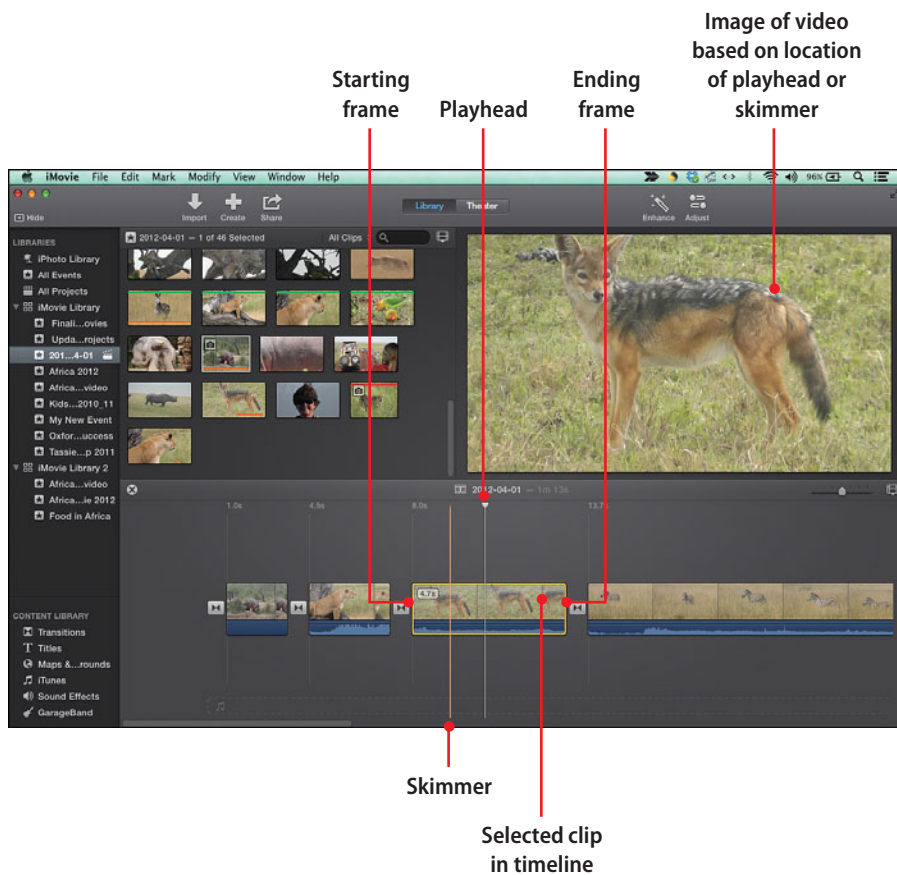 Image of video
based on location
of playhead or
skimmer
Starting
frame
Playhead
Ending
frame
iMovie File Edit Mark Modify View Window Help 96%
Hide
Import Create Share
Library Theater
Enhance Adjust
LIBRARIES
iPhoto Library
All Events
All Projects
iMovie Library
Finali...ovies
Upda...rojects
201...4-01
Africa 2012
Africa...video
Kids...2010_11
My New Event
Oxfor...uccess
Tassie...p 2011
iMovie Library 2
Africa...video
Africa...ie 2012
Food in Africa
2012-04-01 – 1 of 46 Selected All Clips
2012-04-01 – 1m 13s
1.0s 4.9s 8.0s 13.7s
4.7s
CONTENT LIBRARY
Transitions
Titles
Maps &...rounds
iTunes
Sound Effects
GarageBand
Skimmer
Selected clip
in timeline